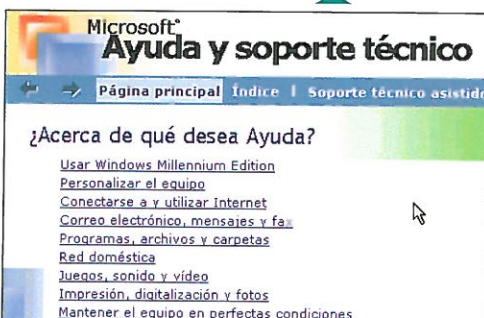 Microsoft®
Ayuda y soporte técnico
Página principal Índice | Soporte técnico asistido
¿Acerca de qué desea Ayuda?
Usar Windows Millennium Edition
Personalizar el equipo
Conectarse a y utilizar Internet
Correo electrónico, mensajes y fax
Programas, archivos y carpetas
Red doméstica
Juegos, sonido y vídeo
Impresión, digitalización y fotos
Mantener el equipo en perfectas condiciones